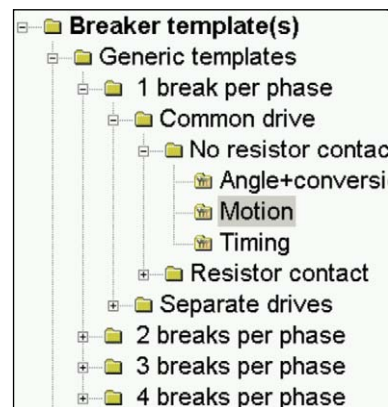 Breaker template(s)
Generic templates
1 break per phase
Common drive
No resistor contac
Angle+conversi
Motion
Timing
Resistor contact
Separate drives
2 breaks per phase
3 breaks per phase
4 breaks per phase